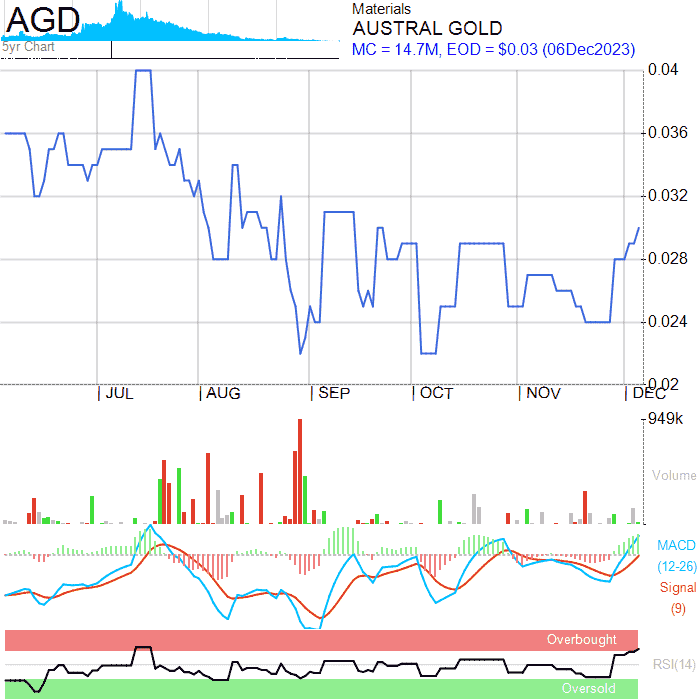 AGD
5yr Chart
Materials
AUSTRAL GOLD
MC = 14.7M, EOD = $0.03 (06Dec2023)
0.04
0.036
0.032
0.028
0.024
0.02
| JUL | AUG | SEP | OCT | NOV | DEC
949k
Volume
MACD
(12-26)
Signal
(9)
Overbought
RSI(14)
Oversold